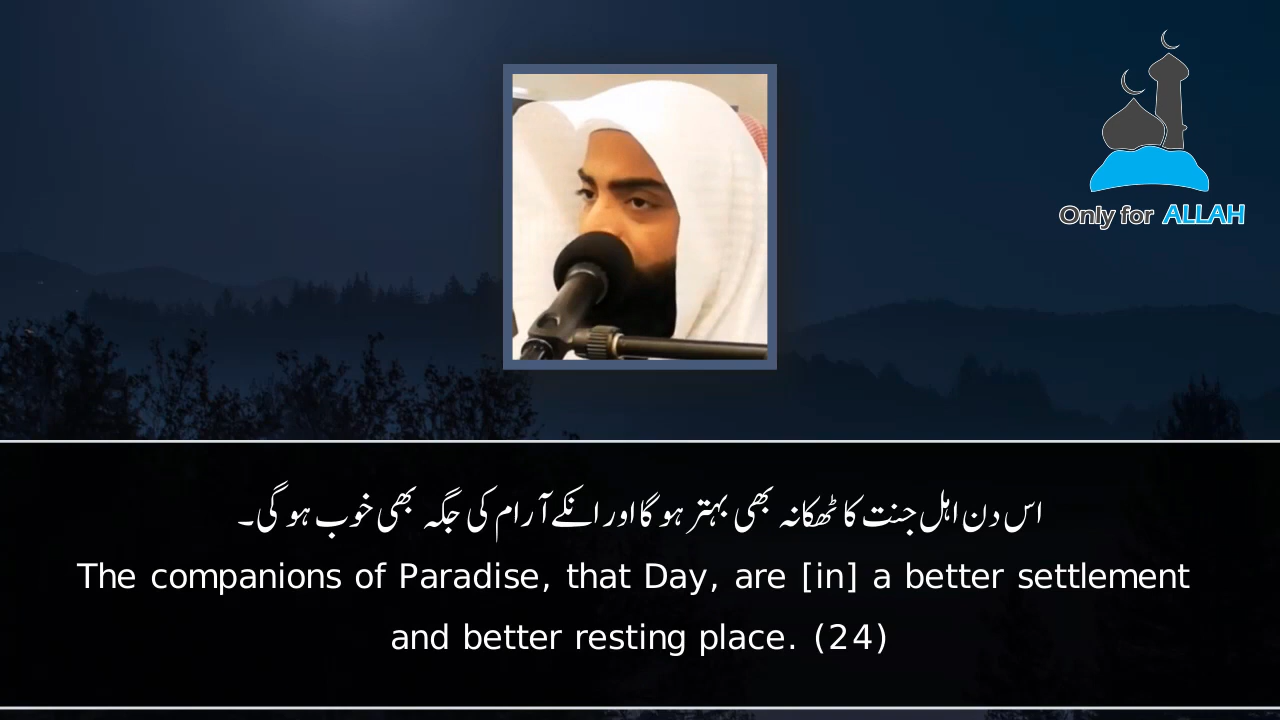 Only for ALLAH
اس دن اہل جنت کا ٹھکانہ بھی بہتر ہو گا اور انکے آرام کی جگہ بھی خوب ہو گی۔
The companions of Paradise, that Day, are [in] a better settlement
and better resting place. (24)